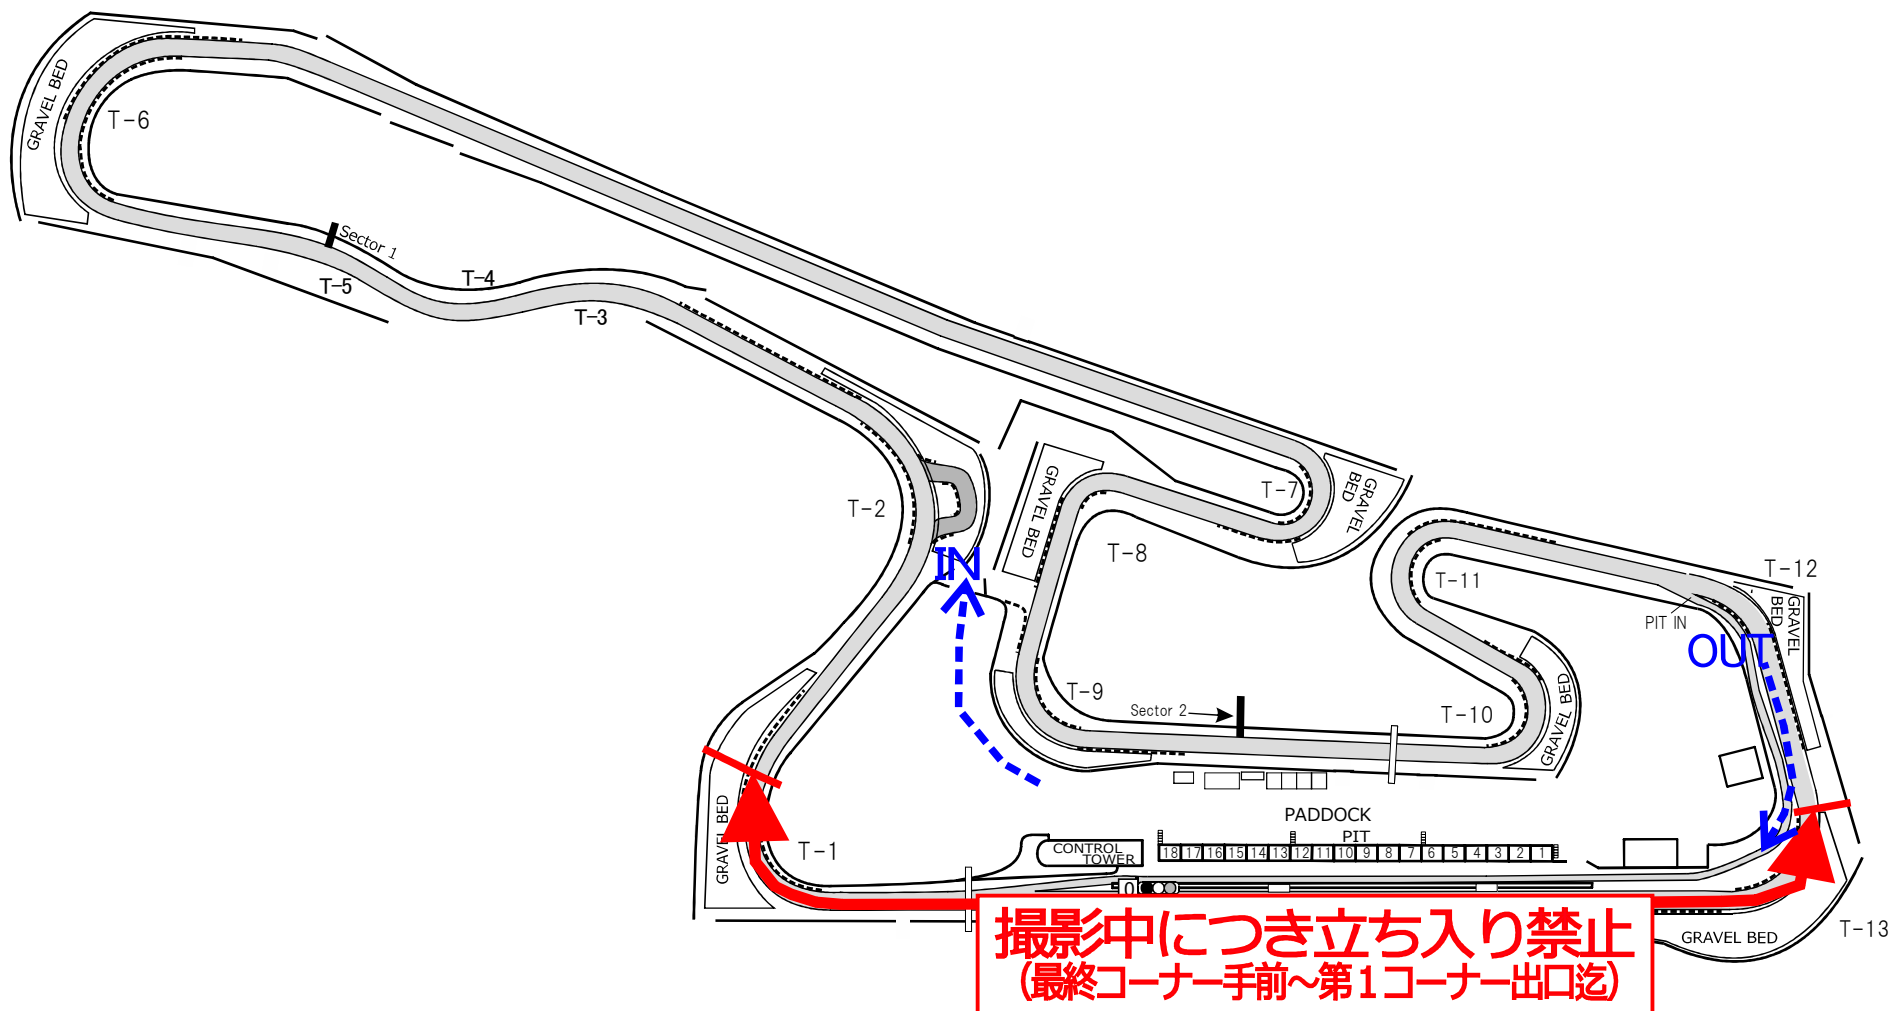 GRAVEL BED
T-6
Sector 1
T-5
T-4
T-3
T-2
IN
GRAVEL BED
T-7
GRAVEL
BED
T-8
T-11
T-12
GRAVEL
BED
PIT IN
OUT
T-9
Sector 2
T-10
GRAVEL BED
GRAVEL BED
T-1
PADDOCK
PIT
CONTROL
TOWER
18 17 16 15 14 13 12 11 10 9 8 7 6 5 4 3 2 1
撮影中につき立ち入り禁止
(最終コーナー手前～第1コーナー出口迄)
GRAVEL BED
T-13